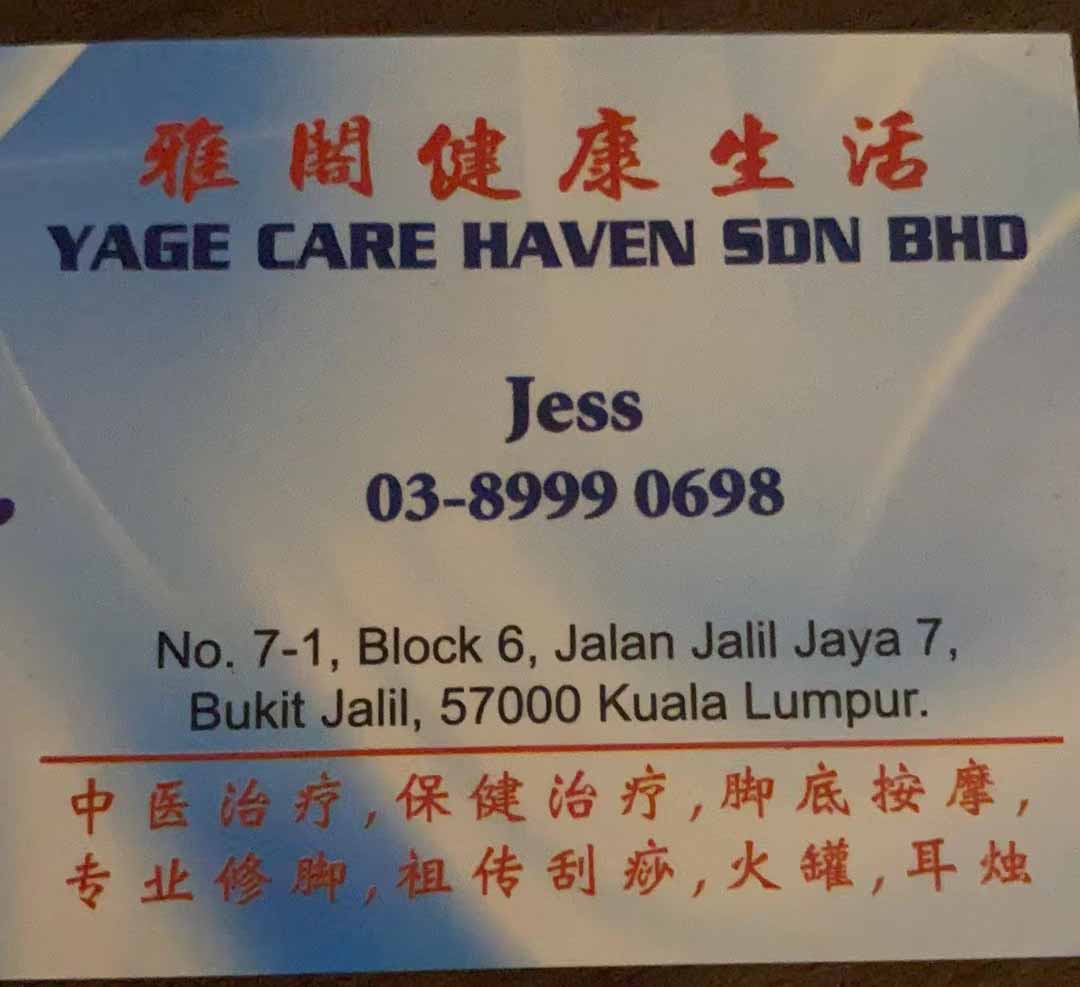 雅閣健康生活
YAGE CARE HAVEN SDN BHD
Jess
03-8999 0698
No. 7-1, Block 6, Jalan Jalil Jaya 7,
Bukit Jalil, 57000 Kuala Lumpur.
中医治疗,保健治疗,脚底按摩,
专业修脚,祖传刮痧,火罐,耳烛